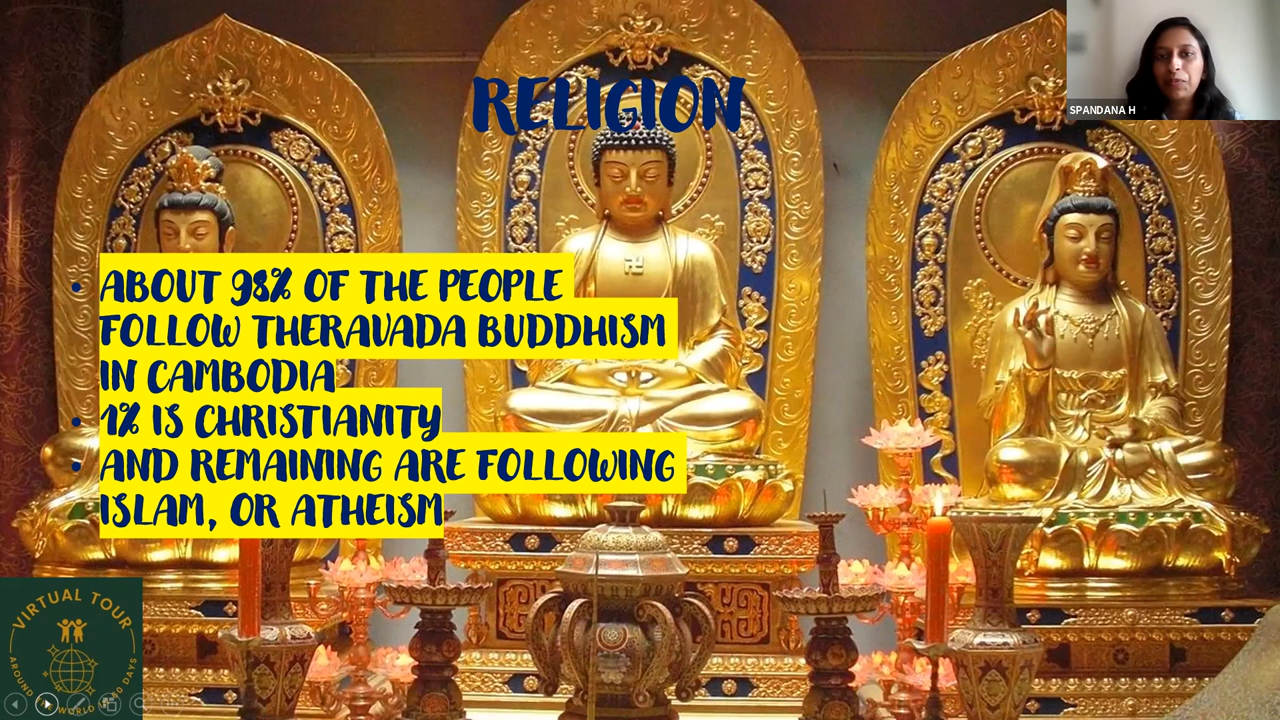 RELIGION
SPANDANA H
• ABOUT 98% OF THE PEOPLE
FOLLOW THERAVADA BUDDHISM
IN CAMBODIA
• 1% IS CHRISTIANITY
• AND REMAINING ARE FOLLOWING
ISLAM, OR ATHEISM
VIRTUAL TOUR
AROUND WORLD DAYS